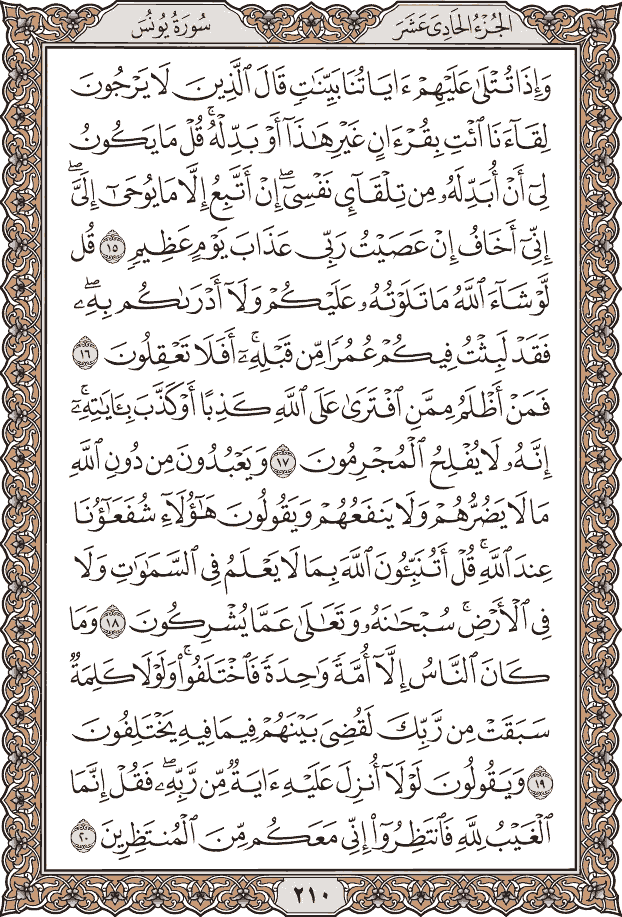 الجُزْءُ الحَادِي عَشَرَ
سُورَةُ يُونُسَ
وَإِذَا تُتْلَىٰ عَلَيْهِمْ ءَايَاتُنَا بَيِّنَٰتٍ قَالَ ٱلَّذِينَ لَا يَرْجُونَ
لِقَآءَنَا ٱئْتِ بِقُرْءَانٍ غَيْرِ هَٰذَآ أَوْ بَدِّلْهُ ۚ قُلْ مَا يَكُونُ
لِىٓ أَنْ أُبَدِّلَهُۥ مِن تِلْقَآئِ نَفْسِىٓ ۖ إِنْ أَتَّبِعُ إِلَّا مَا يُوحَىٰٓ إِلَىَّ ۖ
إِنِّىٓ أَخَافُ إِنْ عَصَيْتُ رَبِّى عَذَابَ يَوْمٍ عَظِيمٍ ١٥ قُل
لَّوْ شَآءَ ٱللَّهُ مَا تَلَوْتُهُۥ عَلَيْكُمْ وَلَآ أَدْرَىٰكُم بِهِۦ ۖ
فَقَدْ لَبِثْتُ فِيكُمْ عُمُرًا مِّن قَبْلِهِۦٓ ۚ أَفَلَا تَعْقِلُونَ ١٦
فَمَنْ أَظْلَمُ مِمَّنِ ٱفْتَرَىٰ عَلَى ٱللَّهِ كَذِبًا أَوْ كَذَّبَ بِـَٔايَٰتِهِۦٓ ۚ
إِنَّهُۥ لَا يُفْلِحُ ٱلْمُجْرِمُونَ ١٧ وَيَعْبُدُونَ مِن دُونِ ٱللَّهِ
مَا لَا يَضُرُّهُمْ وَلَا يَنفَعُهُمْ وَيَقُولُونَ هَٰٓؤُلَآءِ شُفَعَٰٓؤُنَا
عِندَ ٱللَّهِ ۚ قُلْ أَتُنَبِّـُٔونَ ٱللَّهَ بِمَا لَا يَعْلَمُ فِى ٱلسَّمَٰوَٰتِ وَلَا
فِى ٱلْأَرْضِ ۚ سُبْحَٰنَهُۥ وَتَعَٰلَىٰ عَمَّا يُشْرِكُونَ ١٨ وَمَا
كَانَ ٱلنَّاسُ إِلَّآ أُمَّةً وَٰحِدَةً فَٱخْتَلَفُوا۟ ۚ وَلَوْلَا كَلِمَةٌ
سَبَقَتْ مِن رَّبِّكَ لَقُضِىَ بَيْنَهُمْ فِيمَا فِيهِ يَخْتَلِفُونَ
١٩ وَيَقُولُونَ لَوْلَآ أُنزِلَ عَلَيْهِ ءَايَةٌ مِّن رَّبِّهِۦ ۖ فَقُلْ إِنَّمَا
ٱلْغَيْبُ لِلَّهِ فَٱنتَظِرُوٓا۟ إِنِّى مَعَكُم مِّنَ ٱلْمُنتَظِرِينَ ٢٠
٢١٠